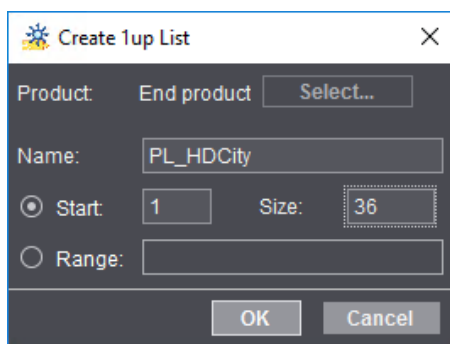 Create 1up List
Product: End product Select...
Name: PL_HDCity
Start: 1 Size: 36
Range:
OK Cancel